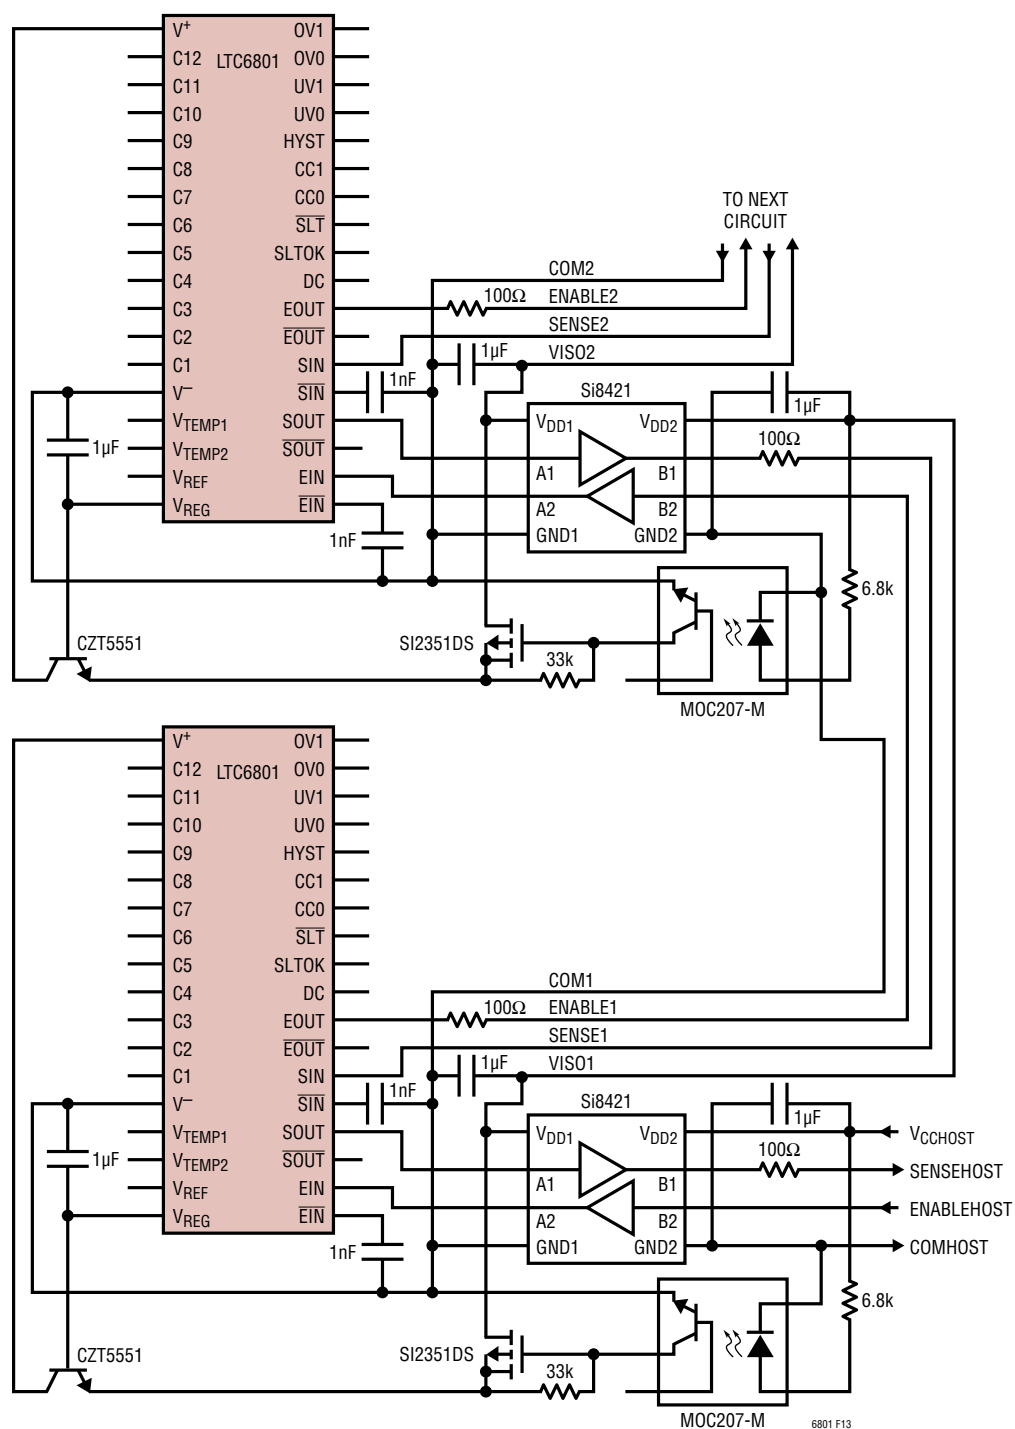 V+ OV1
C12 LTC6801 OV0
C11 UV1
C10 UV0
C9 HYST
C8 CC1
C7 CC0
C6 SLT
C5 SLTOK
C4 DC
C3 EOUT
C2 EOUT
C1 SIN
V– SIN
VTEMP1 SOUT
VTEMP2 SOUT
VREF EIN
VREG EIN
1µF
1nF
1nF
CZT5551
TO NEXT
CIRCUIT
COM2
100Ω ENABLE2
SENSE2
1µF VISO2
Si8421
VDD1 VDD2
A1 B1
A2 B2
GND1 GND2
1µF
100Ω
6.8k
SI2351DS
33k
MOC207-M
V+ OV1
C12 LTC6801 OV0
C11 UV1
C10 UV0
C9 HYST
C8 CC1
C7 CC0
C6 SLT
C5 SLTOK
C4 DC
C3 EOUT
C2 EOUT
C1 SIN
V– SIN
VTEMP1 SOUT
VTEMP2 SOUT
VREF EIN
VREG EIN
1µF
1nF
1nF
CZT5551
COM1
100Ω ENABLE1
SENSE1
1µF VISO1
Si8421
VDD1 VDD2
A1 B1
A2 B2
GND1 GND2
1µF
100Ω
VCCHOST
SENSEHOST
ENABLEHOST
COMHOST
6.8k
SI2351DS
33k
MOC207-M
6801 F13